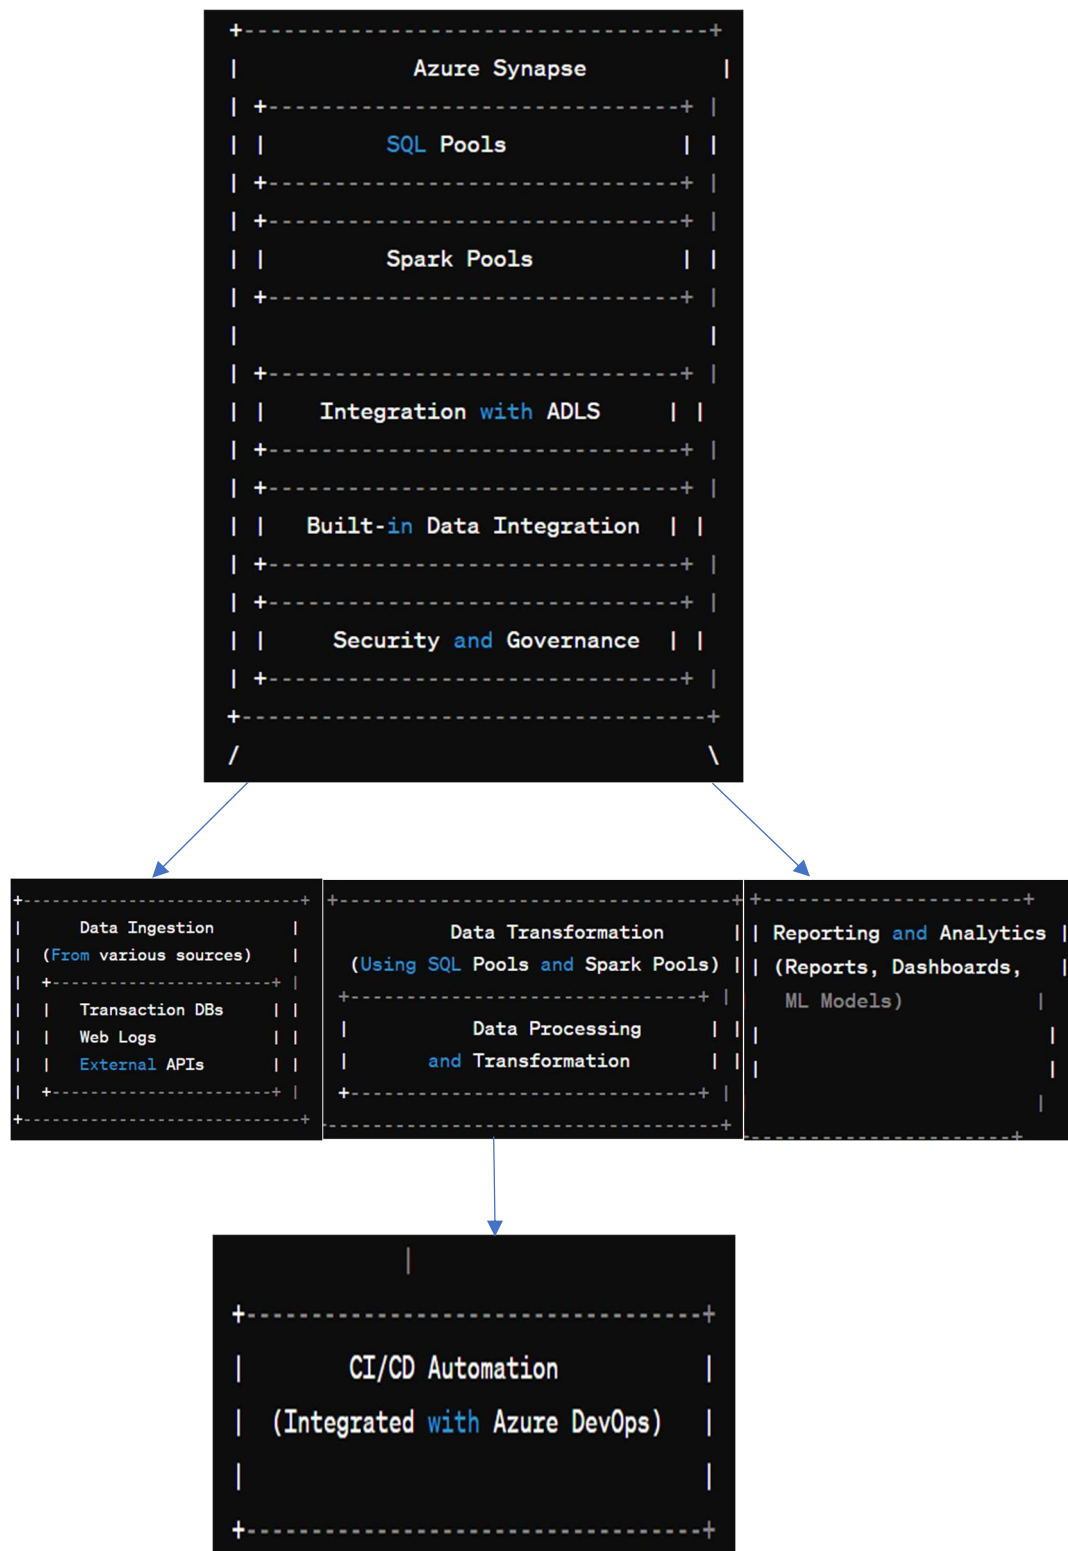 Azure Synapse
SQL Pools
Spark Pools
Integration with ADLS
Built-in Data Integration
Security and Governance
Data Ingestion
(From various sources)
Transaction DBs
Web Logs
External APIs
Data Transformation
(Using SQL Pools and Spark Pools)
Data Processing
and Transformation
Reporting and Analytics
(Reports, Dashboards,
ML Models)
CI/CD Automation
(Integrated with Azure DevOps)